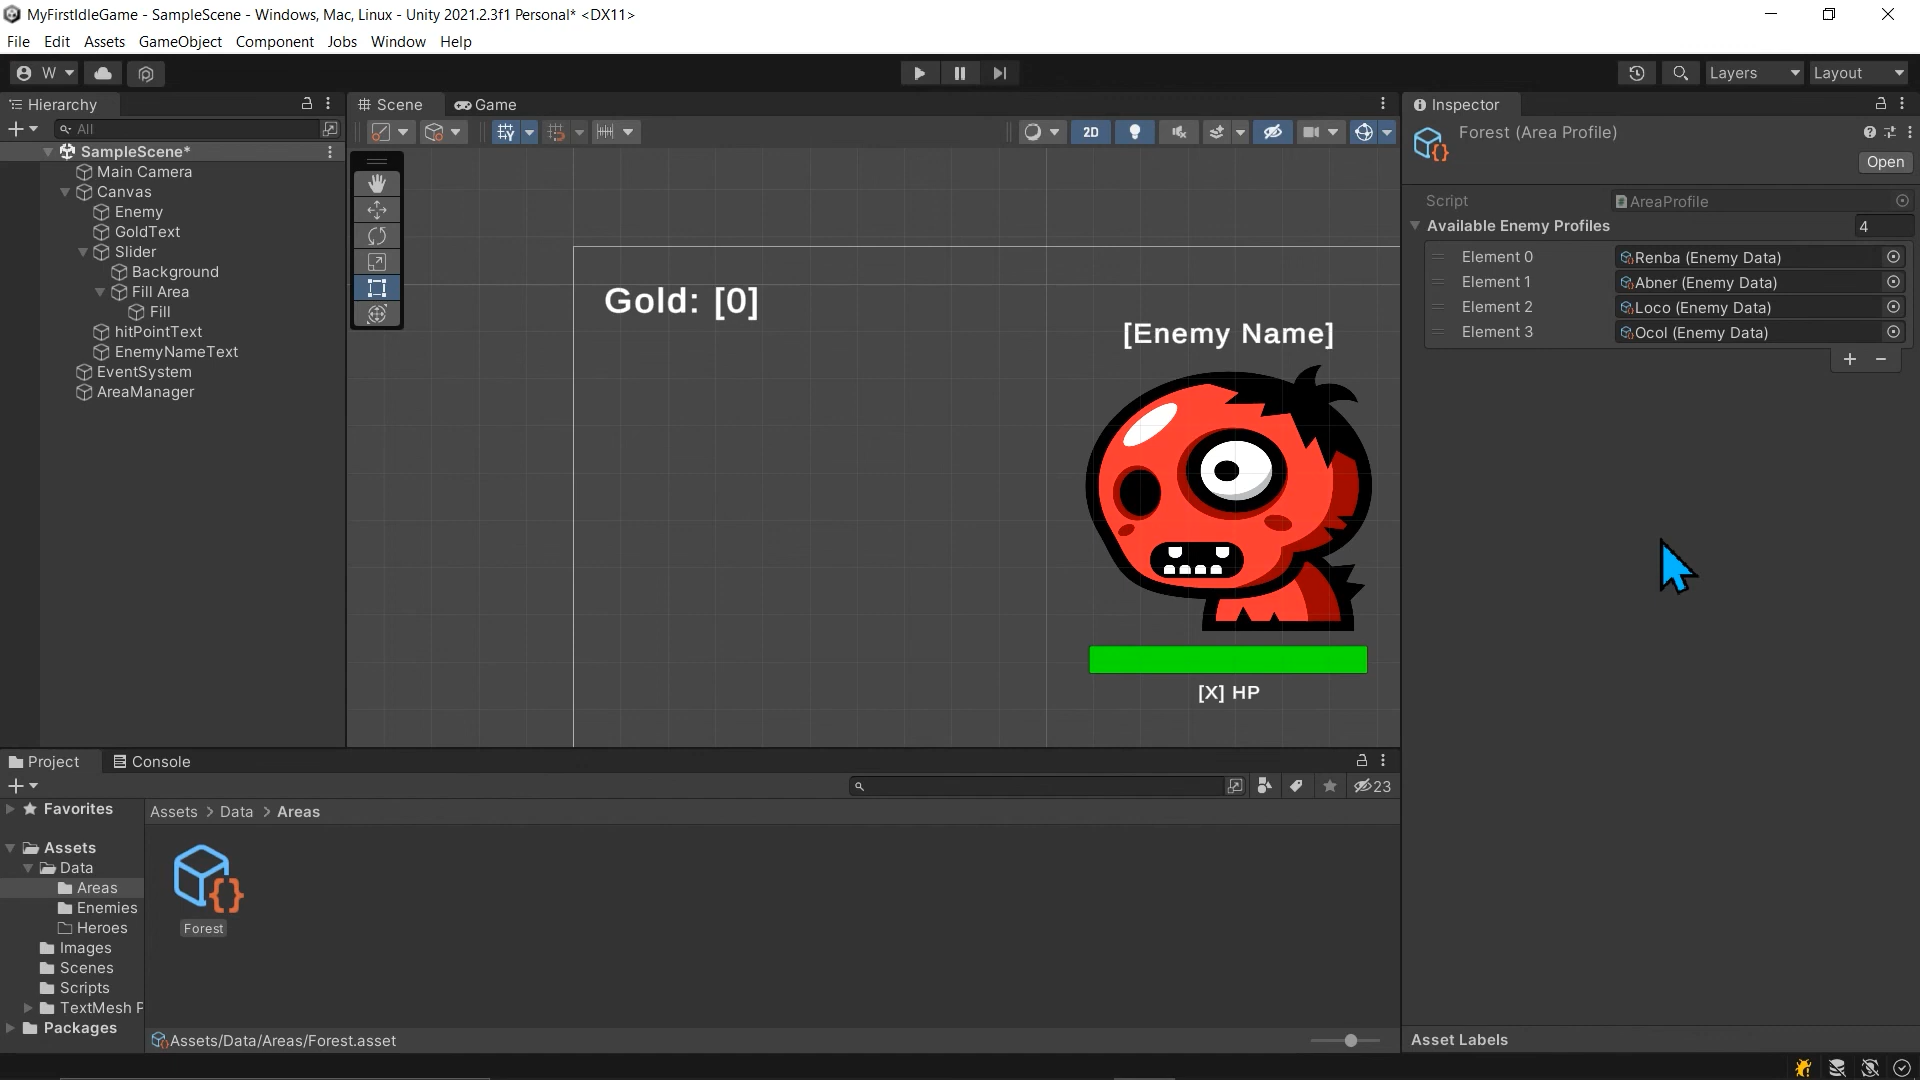 MyFirstIdleGame - SampleScene - Windows, Mac, Linux - Unity 2021.2.3f1 Personal* <DX11>
File Edit Assets GameObject Component Jobs Window Help
W Layers Layout
Hierarchy
All
SampleScene*
Main Camera
Canvas
Enemy
GoldText
Slider
Background
Fill Area
Fill
hitPointText
EnemyNameText
EventSystem
AreaManager
Scene Game
2D
Gold: [0]
[Enemy Name]
[X] HP
Inspector
Forest (Area Profile)
Open
Script AreaProfile
Available Enemy Profiles 4
Element 0 Renba (Enemy Data)
Element 1 Abner (Enemy Data)
Element 2 Loco (Enemy Data)
Element 3 Ocol (Enemy Data)
Project Console
23
Favorites
Assets
Data
Areas
Enemies
Heroes
Images
Scenes
Scripts
TextMesh P
Packages
Assets > Data > Areas
Forest
Assets/Data/Areas/Forest.asset
Asset Labels